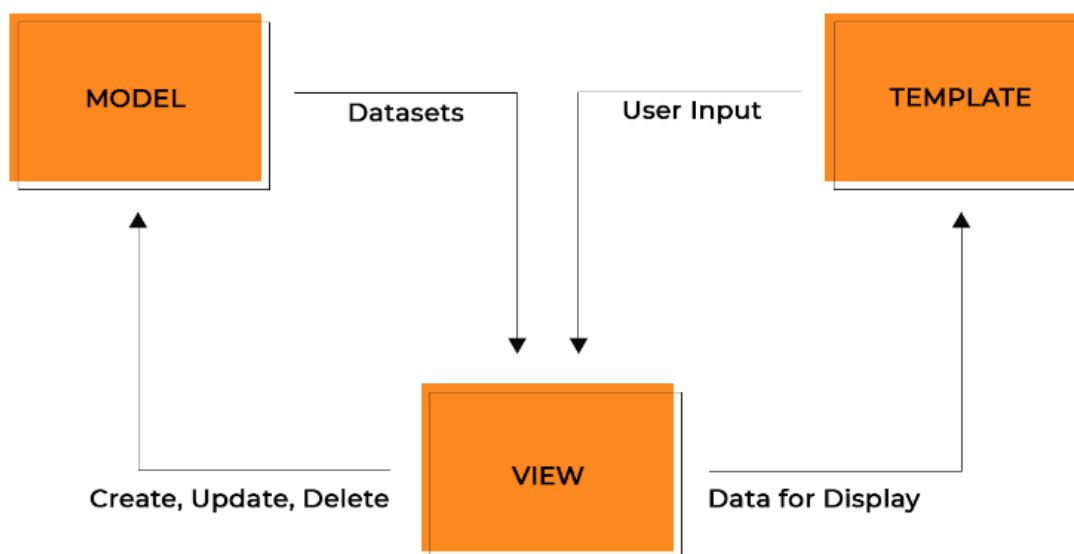 MODEL
Datasets
User Input
TEMPLATE
Create, Update, Delete
VIEW
Data for Display